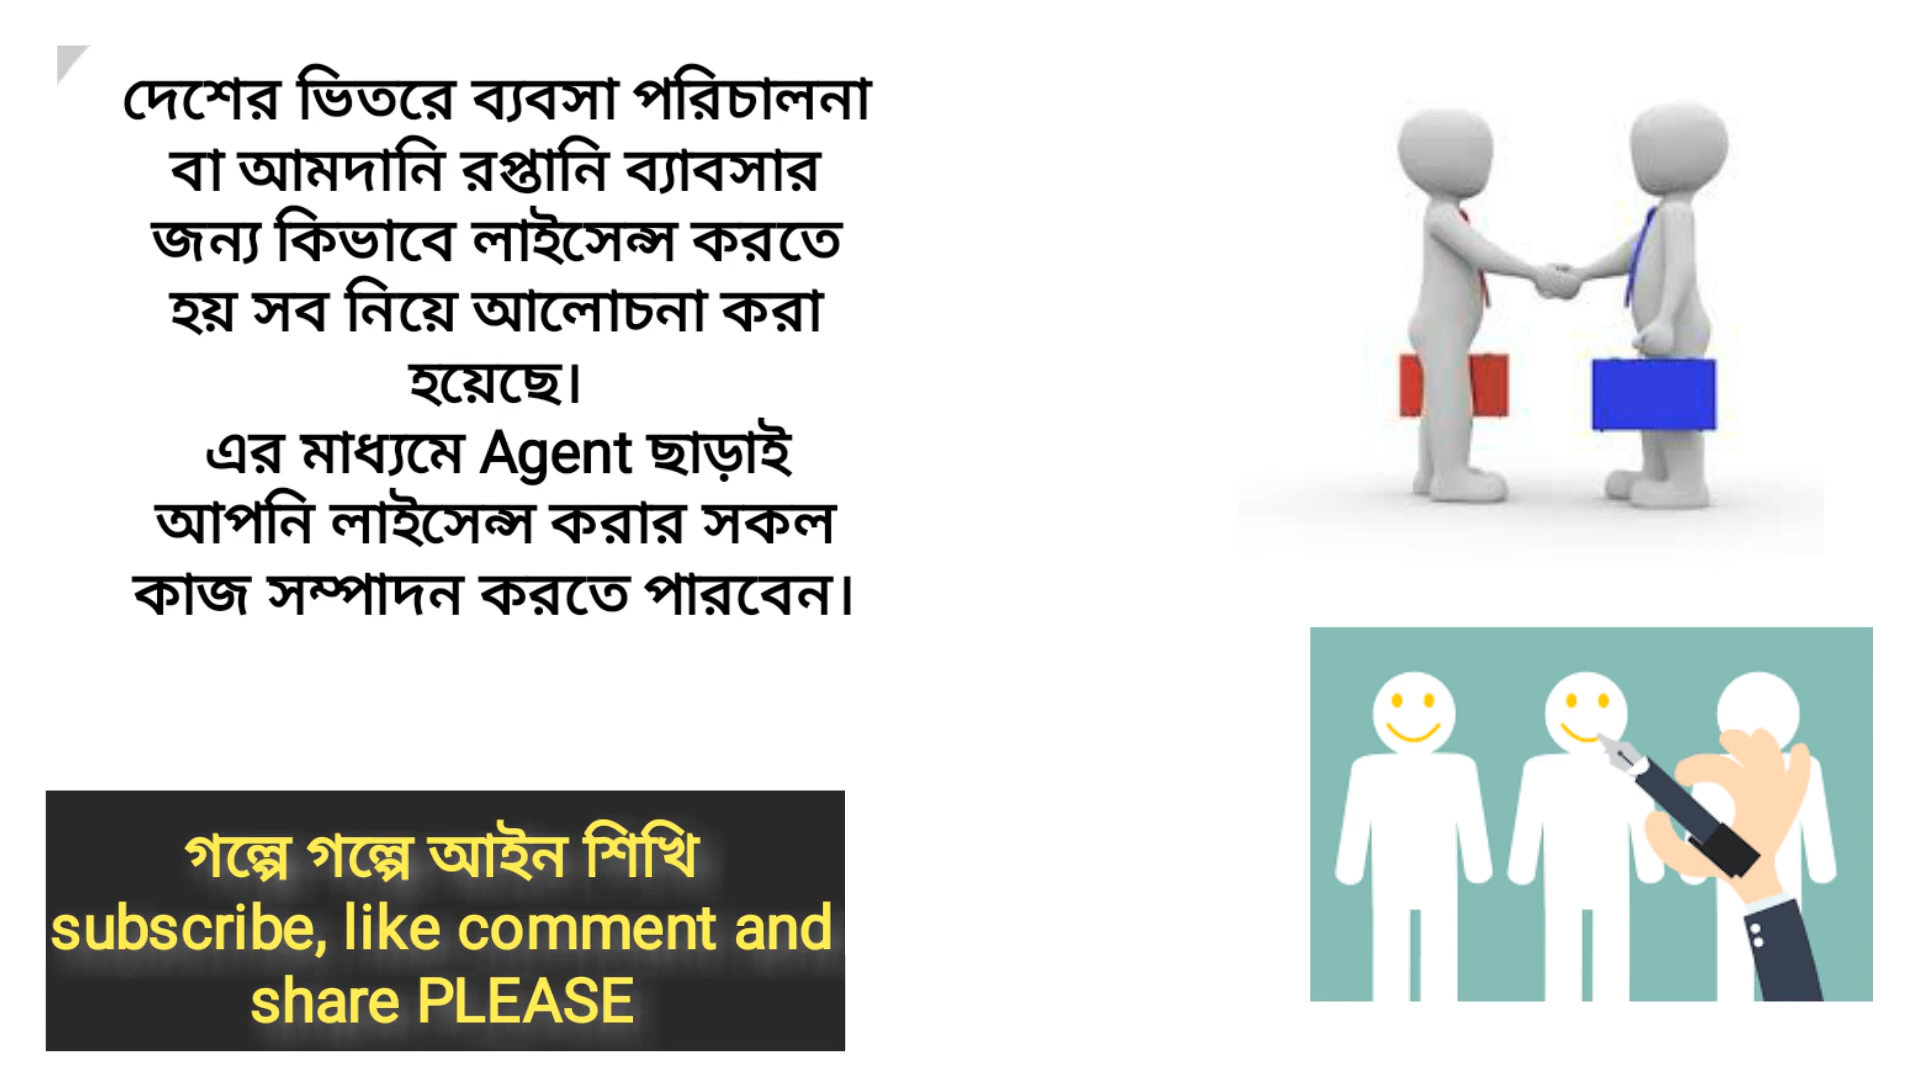 দেশের ভিতরে ব্যবসা পরিচালনা
বা আমদানি রপ্তানি ব্যাবসার
জন্য কিভাবে লাইসেন্স করতে
হয় সব নিয়ে আলোচনা করা
হয়েছে।
এর মাধ্যমে Agent ছাড়াই
আপনি লাইসেন্স করার সকল
কাজ সম্পাদন করতে পারবেন।
গল্পে গল্পে আইন শিখি
subscribe, like comment and
share PLEASE